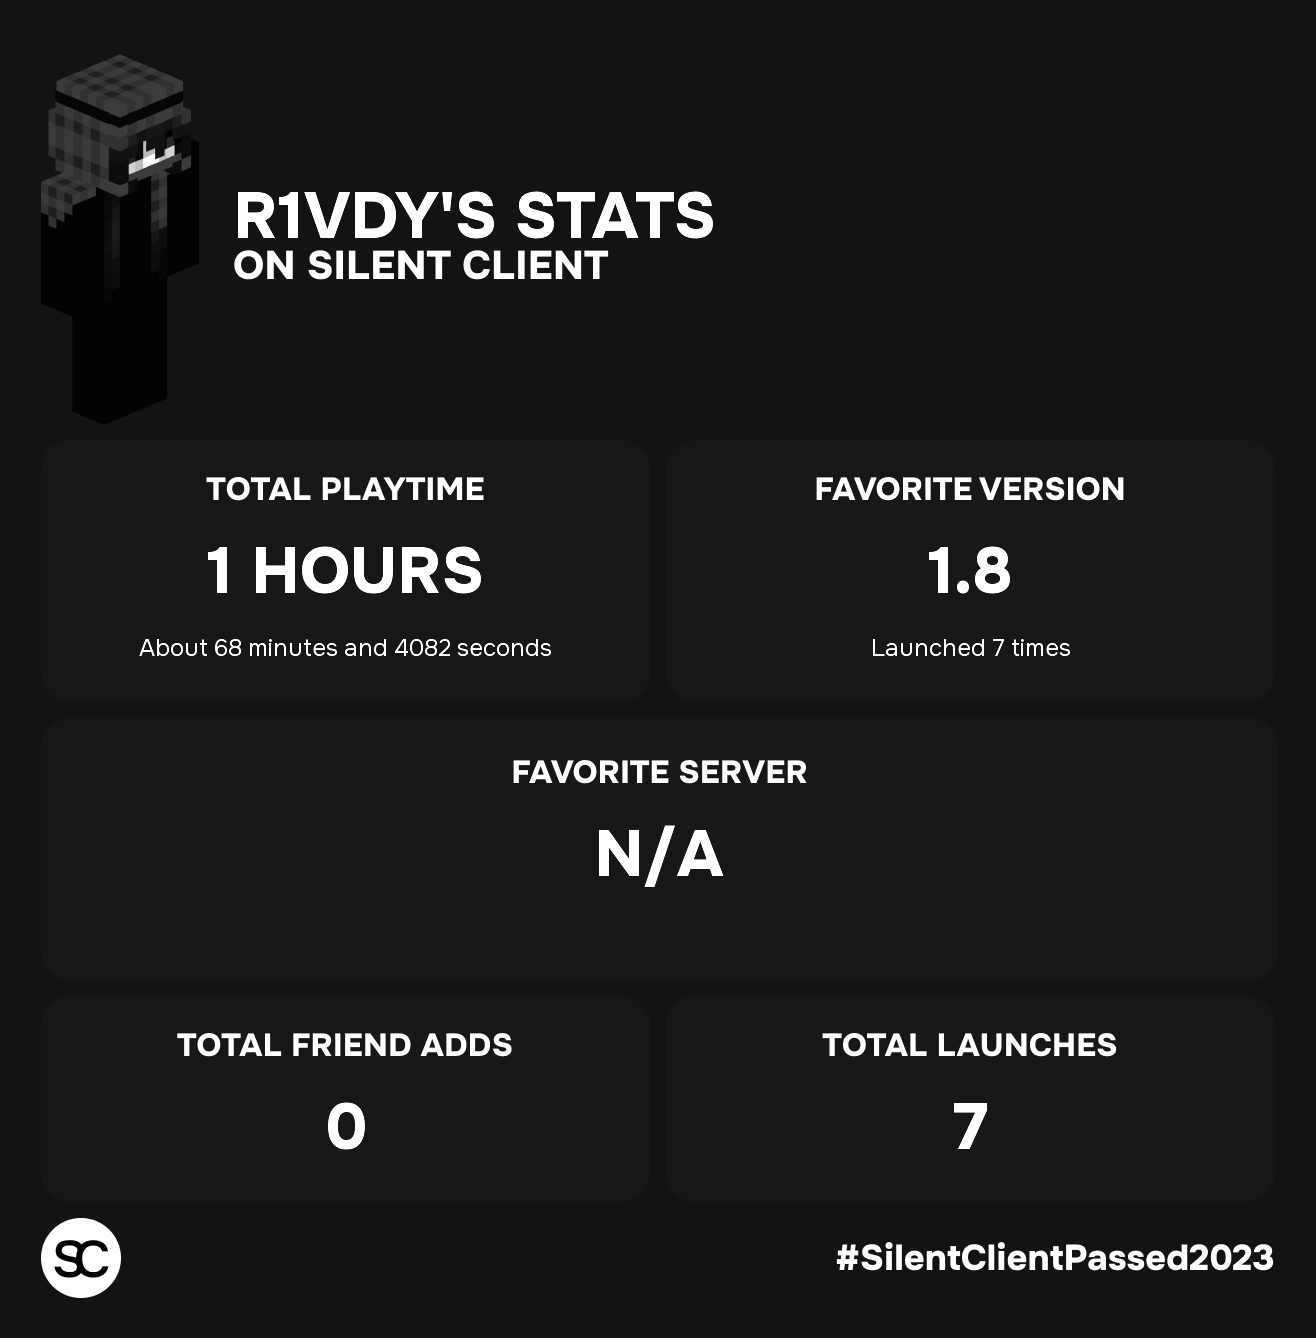 R1VDY'S STATS
ON SILENT CLIENT
TOTAL PLAYTIME
1 HOURS
About 68 minutes and 4082 seconds
FAVORITE VERSION
1.8
Launched 7 times
FAVORITE SERVER
N/A
TOTAL FRIEND ADDS
0
TOTAL LAUNCHES
7
SC
#SilentClientPassed2023